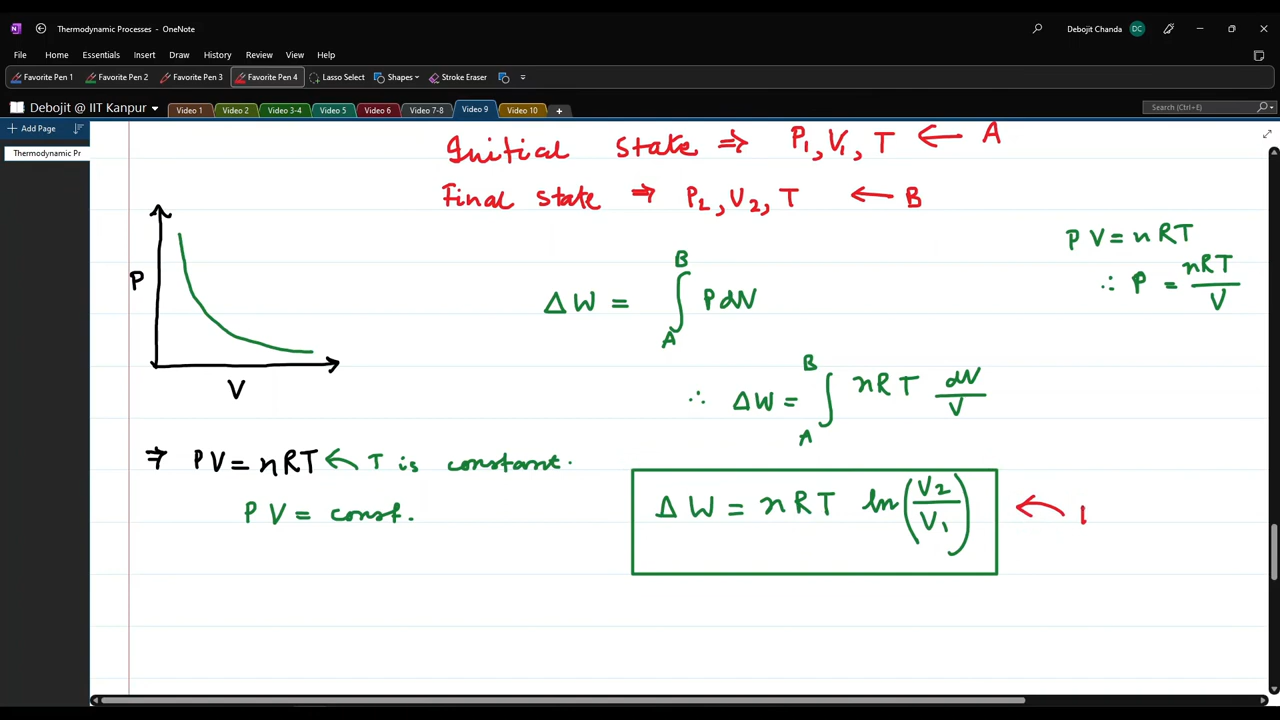 Thermodynamic Processes - OneNote
Debojit Chanda DC
File Home Essentials Insert Draw History Review View Help
Favorite Pen 1 Favorite Pen 2 Favorite Pen 3 Favorite Pen 4 Lasso Select Shapes Stroke Eraser
Debojit @ IIT Kanpur Video 1 Video 2 Video 3-4 Video 5 Video 6 Video 7-8 Video 9 Video 10 + Search (Ctrl+E)
+ Add Page
Thermodynamic Pr
Initial state ⇒ P₁, V₁, T ← A
Final state ⇒ P₂, V₂, T ← B
PV = nRT
∴ P = nRT/V
P
V
ΔW = ∫_A^B PdV
∴ ΔW = ∫_A^B nRT dV/V
⇒ PV = nRT ← T is constant.
PV = const.
ΔW = nRT ln(V₂/V₁) ←